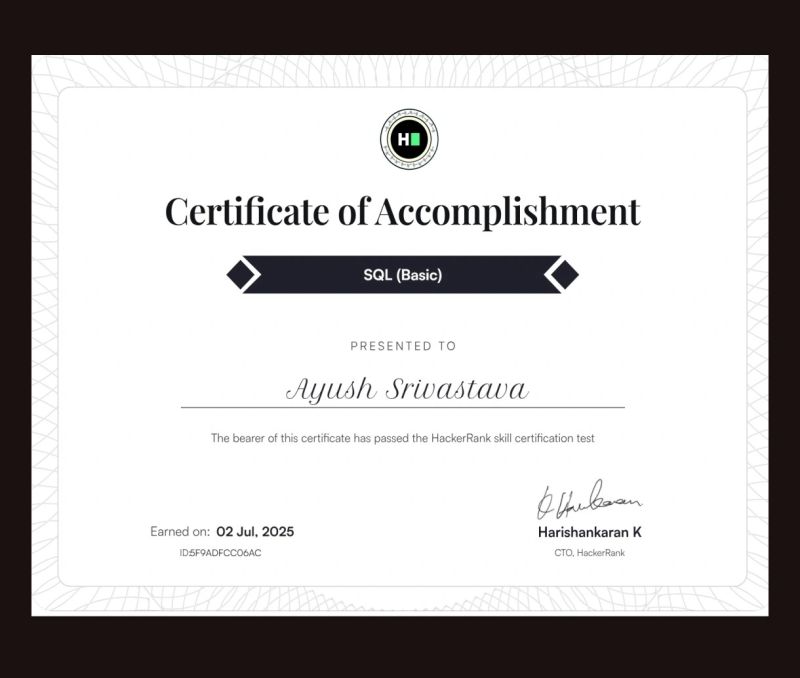 H
Certificate of Accomplishment
SQL (Basic)
PRESENTED TO
Ayush Srivastava
The bearer of this certificate has passed the HackerRank skill certification test
Earned on: 02 Jul, 2025
ID:5F9ADFCC06AC
Harishankaran K
CTO, HackerRank